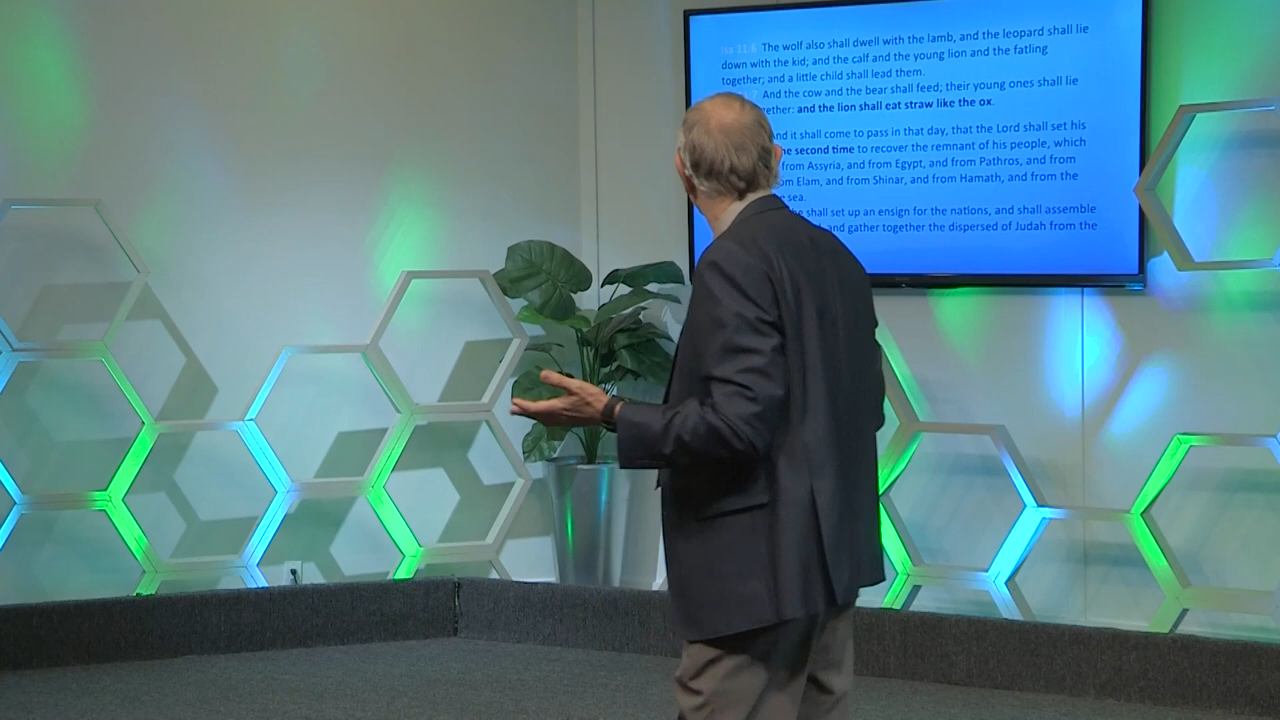 Isa 11:6 The wolf also shall dwell with the lamb, and the leopard shall lie
down with the kid; and the calf and the young lion and the fatling
together; and a little child shall lead them.
And the cow and the bear shall feed; their young ones shall lie
ether: and the lion shall eat straw like the ox.
nd it shall come to pass in that day, that the Lord shall set his
he second time to recover the remnant of his people, which
from Assyria, and from Egypt, and from Pathros, and from
om Elam, and from Shinar, and from Hamath, and from the
sea.
he shall set up an ensign for the nations, and shall assemble
and gather together the dispersed of Judah from the